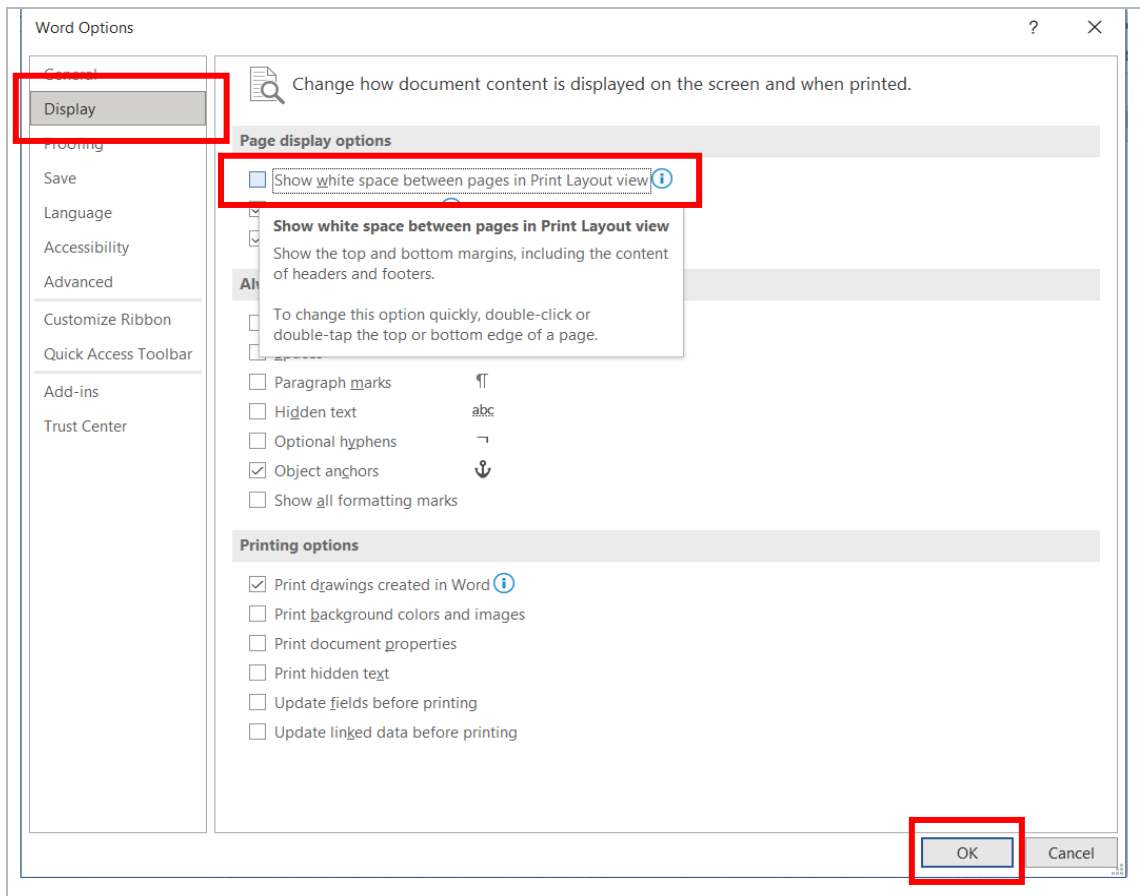 Word Options
?
General
Display
Proofing
Save
Language
Accessibility
Advanced
Customize Ribbon
Quick Access Toolbar
Add-ins
Trust Center
Change how document content is displayed on the screen and when printed.
Page display options
Show white space between pages in Print Layout view
Show white space between pages in Print Layout view
Show the top and bottom margins, including the content
of headers and footers.
To change this option quickly, double-click or
double-tap the top or bottom edge of a page.
Paragraph marks ¶
Hidden text abc
Optional hyphens ¬
Object anchors
Show all formatting marks
Printing options
Print drawings created in Word
Print background colors and images
Print document properties
Print hidden text
Update fields before printing
Update linked data before printing
OK
Cancel